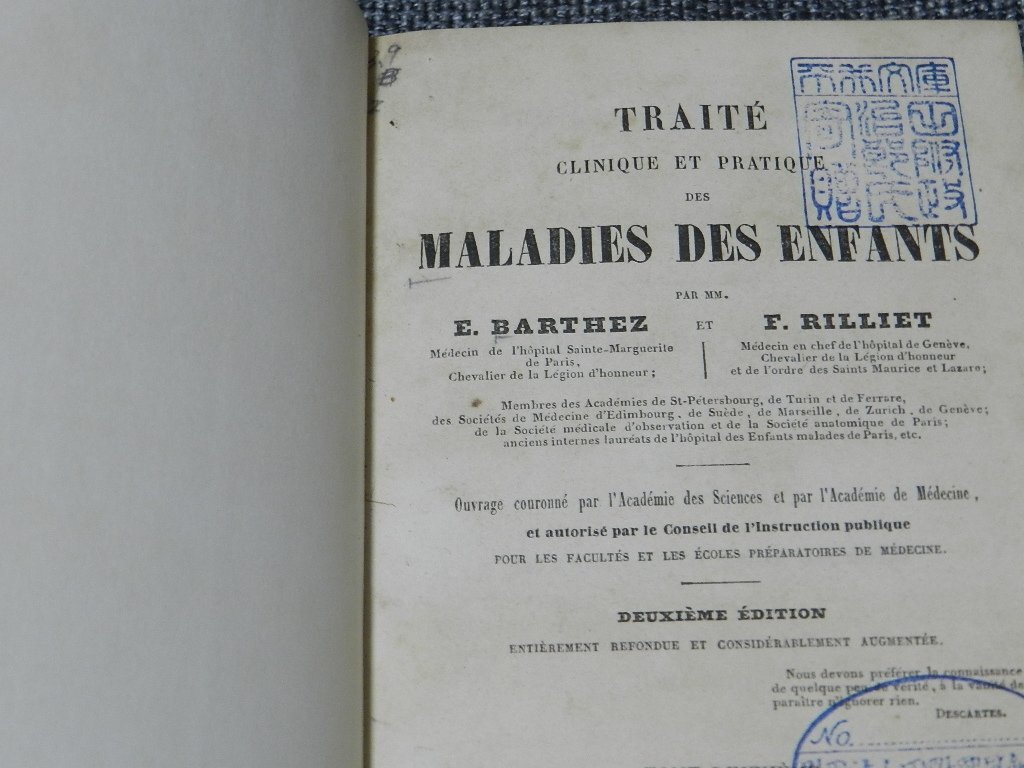 TRAITÉ
CLINIQUE ET PRATIQUE
DES
MALADIES DES ENFANTS
PAR MM.
E. BARTHEZ ET F. RILLIET
Médecin de l'hôpital Sainte-Marguerite
de Paris,
Chevalier de la Légion d'honneur;
Médecin en chef de l'hôpital de Genève,
Chevalier de la Légion d'honneur
et de l'ordre des Saints Maurice et Lazare;
Membres des Académies de St-Pétersbourg, de Turin et de Ferrare,
des Sociétés de Médecine d'Edimbourg, de Suède, de Marseille, de Zurich, de Genève;
de la Société médicale d'observation et de la Société anatomique de Paris;
anciens internes lauréats de l'hôpital des Enfants malades de Paris, etc.
Ouvrage couronné par l'Académie des Sciences et par l'Académie de Médecine,
et autorisé par le Conseil de l'Instruction publique
POUR LES FACULTÉS ET LES ÉCOLES PRÉPARATOIRES DE MÉDECINE.
DEUXIÈME ÉDITION
ENTIÈREMENT REFONDUE ET CONSIDÉRABLEMENT AUGMENTÉE.
Nous devons préférer la connaissance
de quelque peu de vérité, à la vanité de
paraître n'ignorer rien.
DESCARTES.
No.